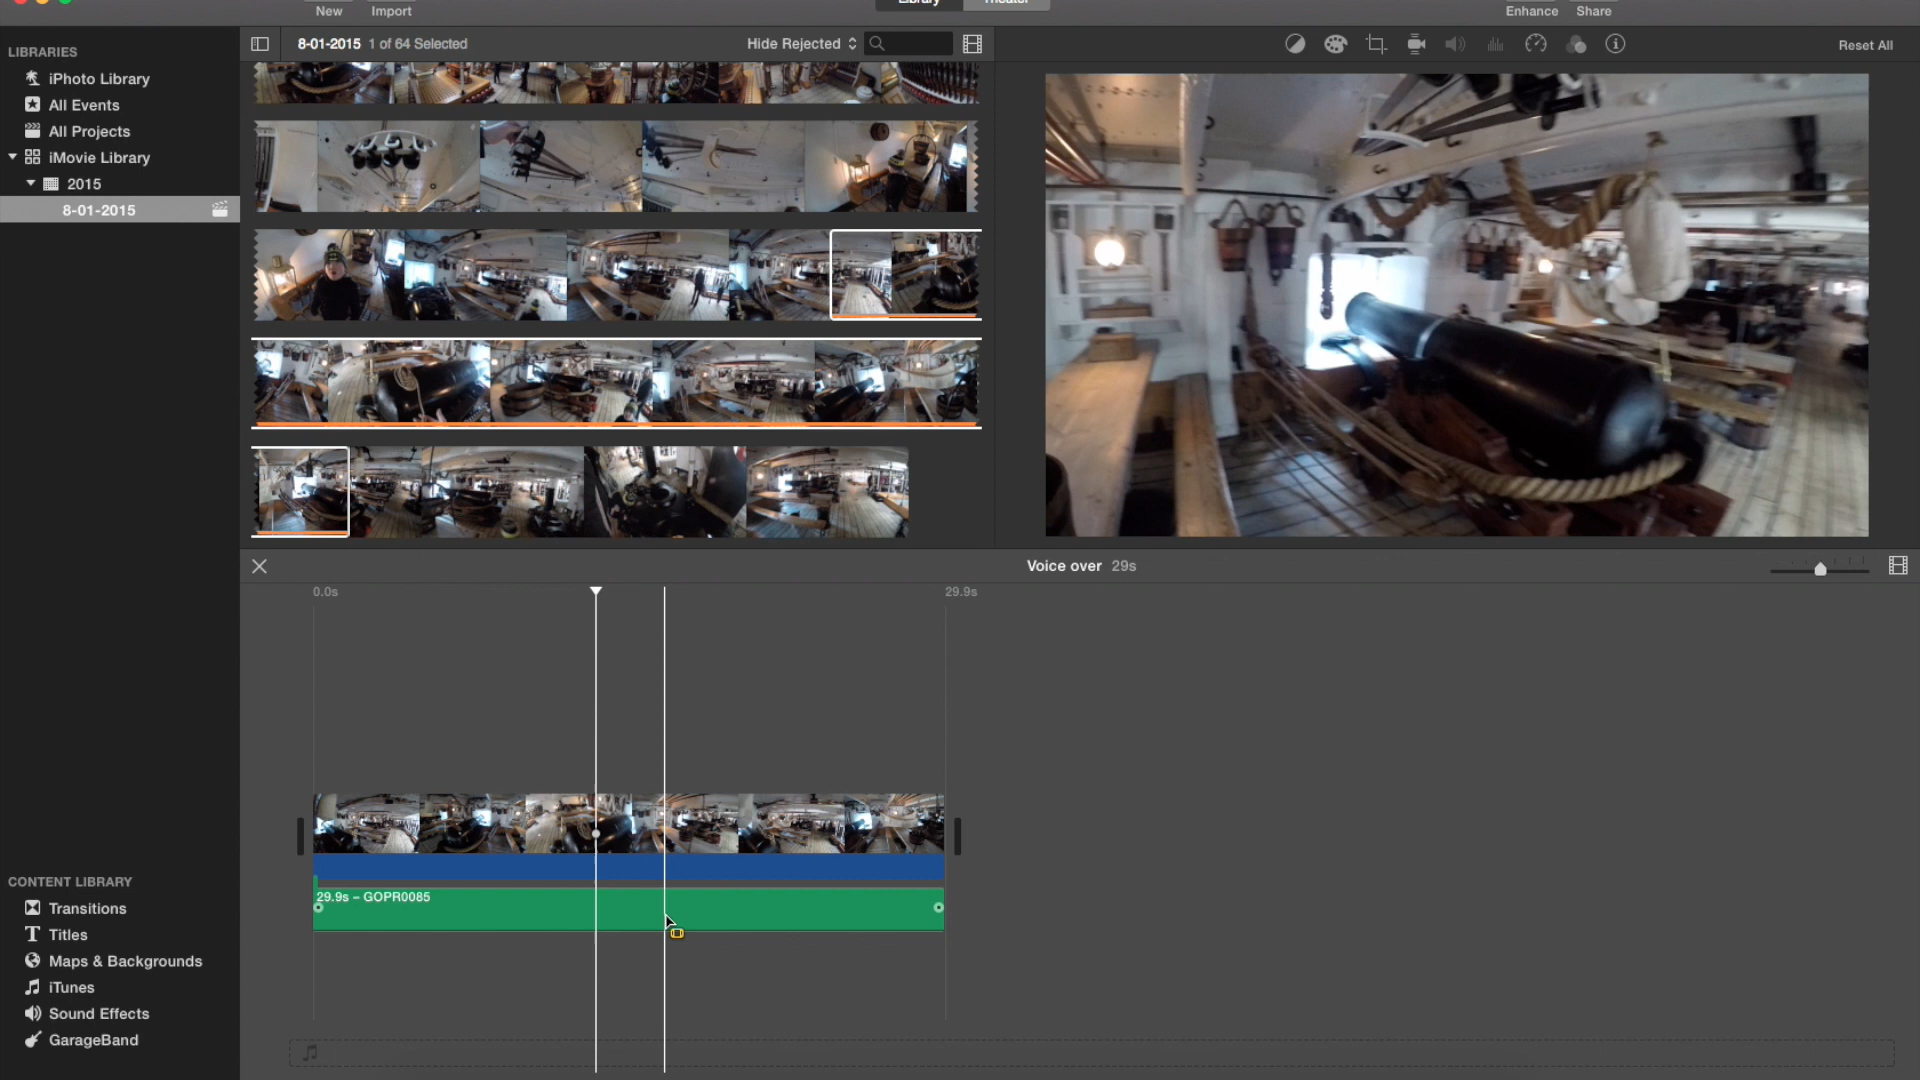 Library
Theater
New
Import
Enhance
Share
LIBRARIES
8-01-2015 1 of 64 Selected
Hide Rejected
Reset All
iPhoto Library
All Events
All Projects
iMovie Library
2015
8-01-2015
Voice over 29s
0.0s
29.9s
29.9s – GOPR0085
CONTENT LIBRARY
Transitions
Titles
Maps & Backgrounds
iTunes
Sound Effects
GarageBand